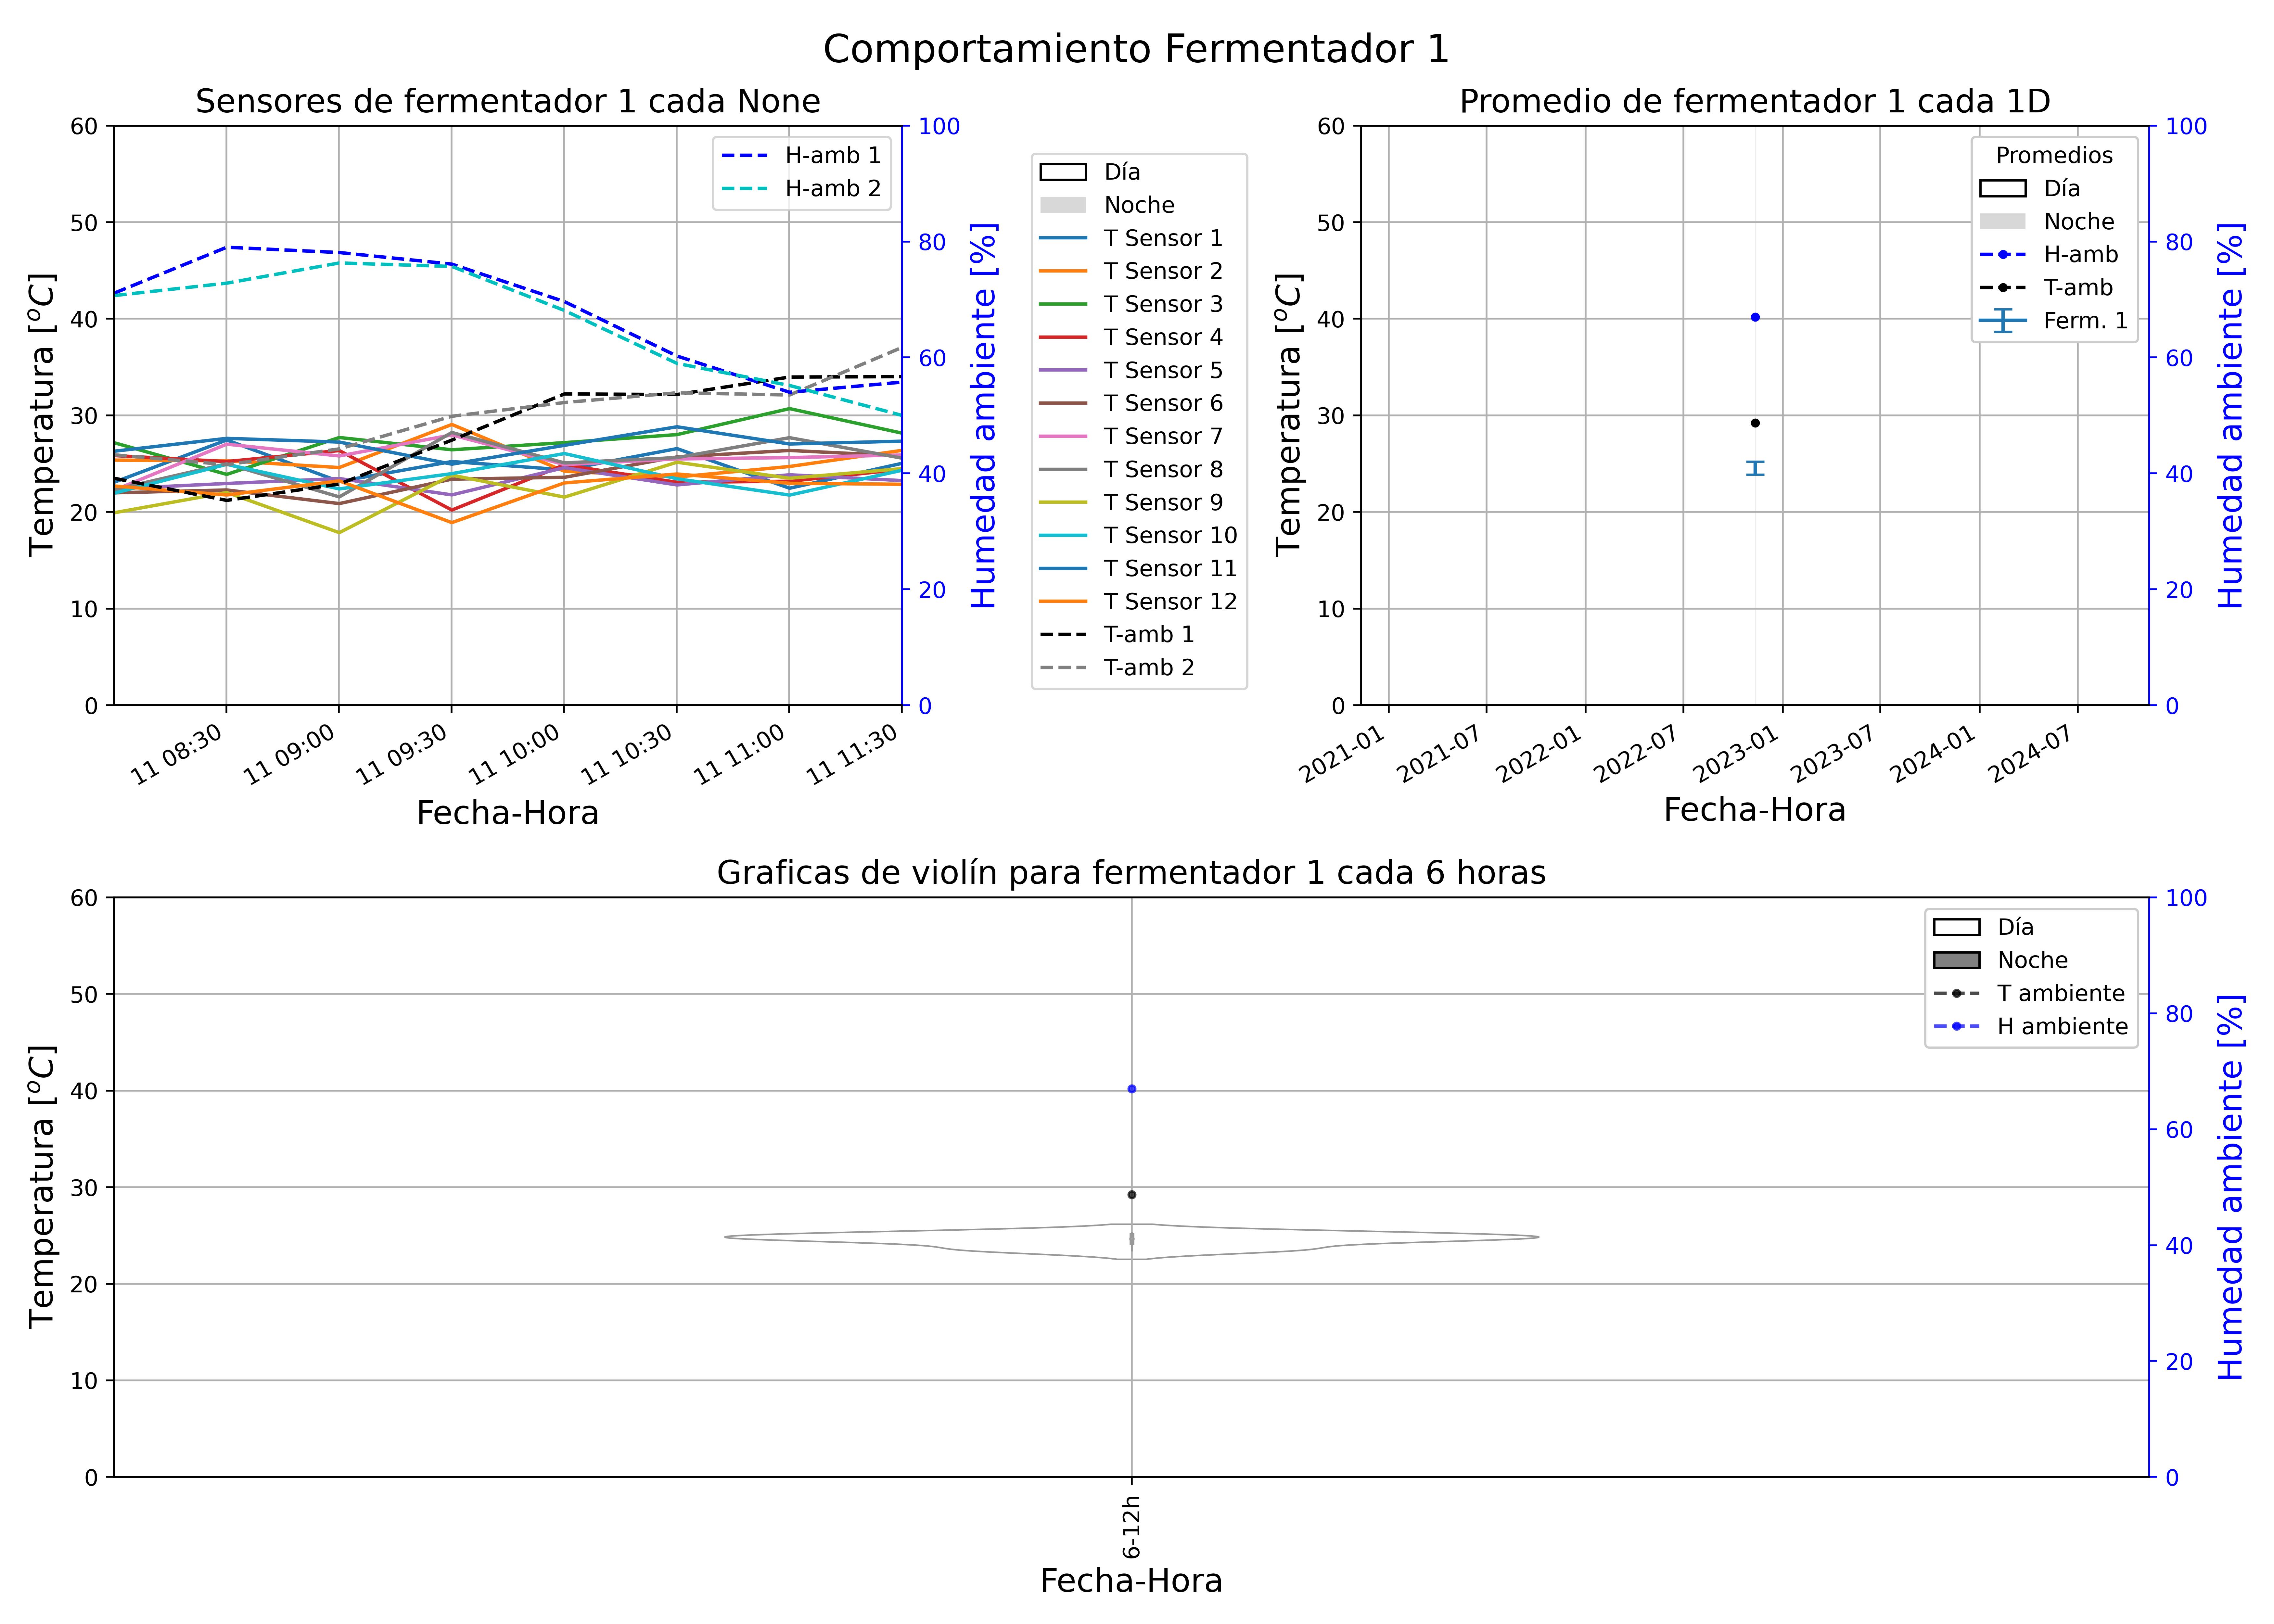 Comportamiento Fermentador 1
Sensores de fermentador 1 cada None
Temperatura [°C]
60
50
40
30
20
10
0
11 08:30
11 09:00
11 09:30
11 10:00
11 10:30
11 11:00
11 11:30
Fecha-Hora
100
80
60
40
20
0
Humedad ambiente [%]
H-amb 1
H-amb 2
Día
Noche
T Sensor 1
T Sensor 2
T Sensor 3
T Sensor 4
T Sensor 5
T Sensor 6
T Sensor 7
T Sensor 8
T Sensor 9
T Sensor 10
T Sensor 11
T Sensor 12
T-amb 1
T-amb 2
Promedio de fermentador 1 cada 1D
Temperatura [°C]
60
50
40
30
20
10
0
2021-01
2021-07
2022-01
2022-07
2023-01
2023-07
2024-01
2024-07
Fecha-Hora
100
80
60
40
20
0
Humedad ambiente [%]
Promedios
Día
Noche
H-amb
T-amb
Ferm. 1
Graficas de violín para fermentador 1 cada 6 horas
Temperatura [°C]
60
50
40
30
20
10
0
6-12h
Fecha-Hora
100
80
60
40
20
0
Humedad ambiente [%]
Día
Noche
T ambiente
H ambiente